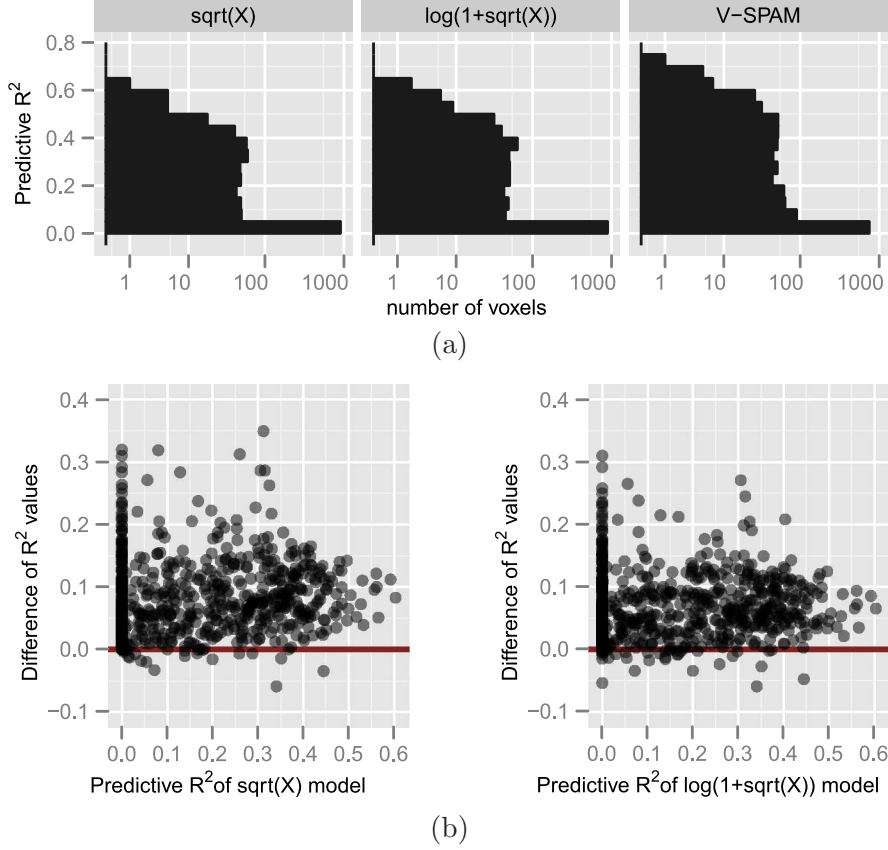 sqrt(X) log(1+sqrt(X)) V−SPAM
Predictive R²
0.8
0.6
0.4
0.2
0.0
1 10 100 1000 1 10 100 1000 1 10 100 1000
number of voxels
(a)
Difference of R² values
0.4
0.3
0.2
0.1
0.0
−0.1
0.0 0.1 0.2 0.3 0.4 0.5 0.6
Predictive R²of sqrt(X) model
Difference of R² values
0.4
0.3
0.2
0.1
0.0
−0.1
0.0 0.1 0.2 0.3 0.4 0.5 0.6
Predictive R²of log(1+sqrt(X)) model
(b)